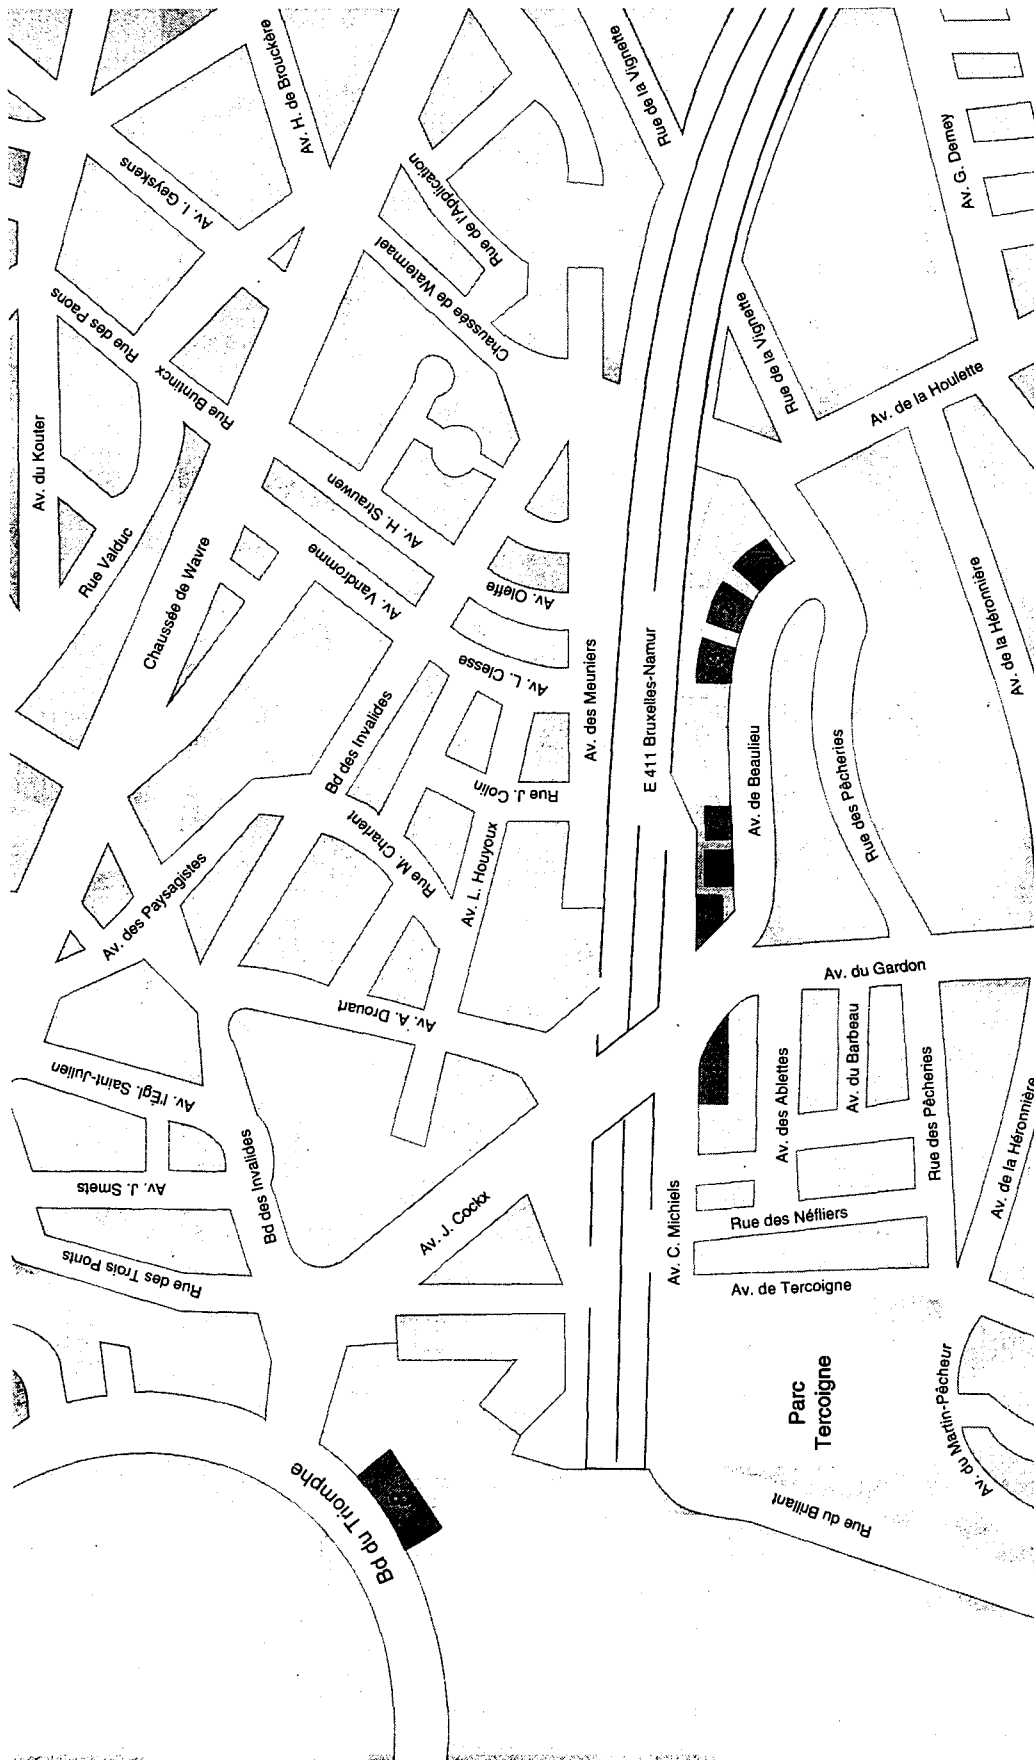 Av. H. de Brouckère
Rue de la Vignette
Av. G. Demey
Av. I. Geyskens
Rue de l'Application
Chaussée de Watermael
Rue des Paons
Rue Buntincx
Rue de la Vignette
Av. de la Houlette
Av. du Kouter
Rue Valduc
Chaussée de Wavre
Av. H. Strauwen
Av. Vandromme
Av. Oleffe
Av. L. Clesse
Av. des Meuniers
E 411 Bruxelles-Namur
Av. de la Héronnière
Bd des Invalides
Rue J. Colin
Av. de Beaulieu
Rue des Pêcheries
Rue M. Charlent
Av. L. Houyoux
Av. des Paysagistes
Av. A. Drouart
Av. du Gardon
Av. l'Égl. Saint-Julien
Av. des Ablettes
Av. du Barbeau
Rue des Pêcheries
Av. de la Héronnière
Av. J. Smets
Bd des Invalides
Av. J. Cockx
Av. C. Michiels
Rue des Néfliers
Av. de Tercoigne
Rue des Trois Ponts
Parc
Tercoigne
Av. du Martin-Pêcheur
Bd du Triomphe
Rue du Brillant